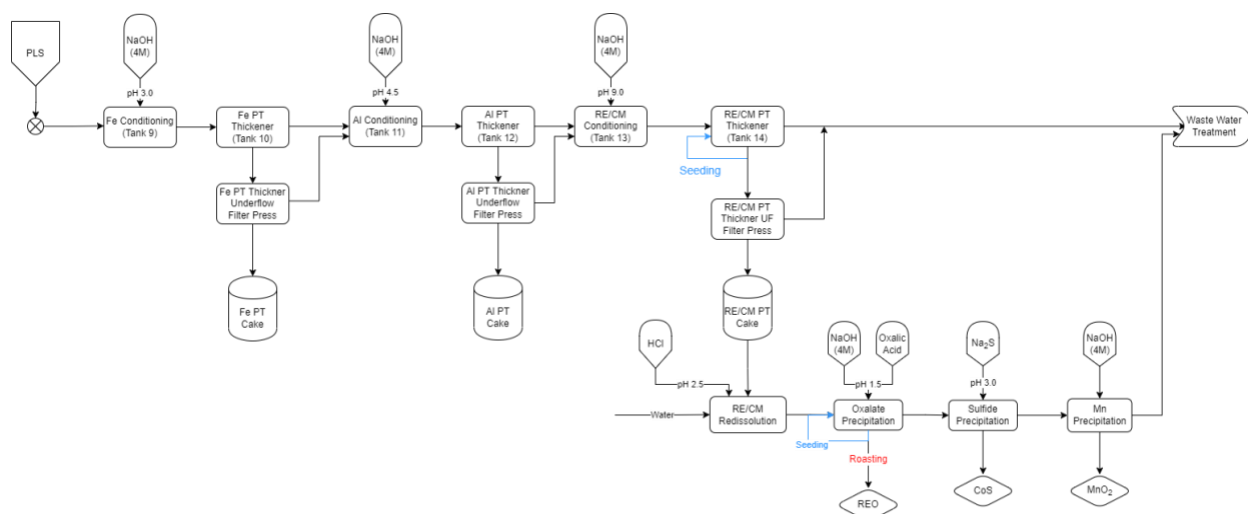 PLS
NaOH
(4M)
NaOH
(4M)
NaOH
(4M)
pH 3.0
pH 4.5
pH 9.0
Fe Conditioning
(Tank 9)
Fe PT
Thickener
(Tank 10)
Al Conditioning
(Tank 11)
Al PT
Thickener
(Tank 12)
RE/CM
Conditioning
(Tank 13)
RE/CM PT
Thickener
(Tank 14)
Waste Water
Treatment
Seeding
Fe PT Thickner
Underflow
Filter Press
Al PT Thickner
Underflow
Filter Press
RE/CM PT
Thickner UF
Filter Press
Fe PT
Cake
Al PT
Cake
RE/CM PT
Cake
HCl
NaOH
(4M)
Oxalic
Acid
Na₂S
NaOH
(4M)
pH 2.5
pH 1.5
pH 3.0
Water
RE/CM
Redissolution
Oxalate
Precipitation
Sulfide
Precipitation
Mn
Precipitation
Seeding
Roasting
REO
CoS
MnO₂